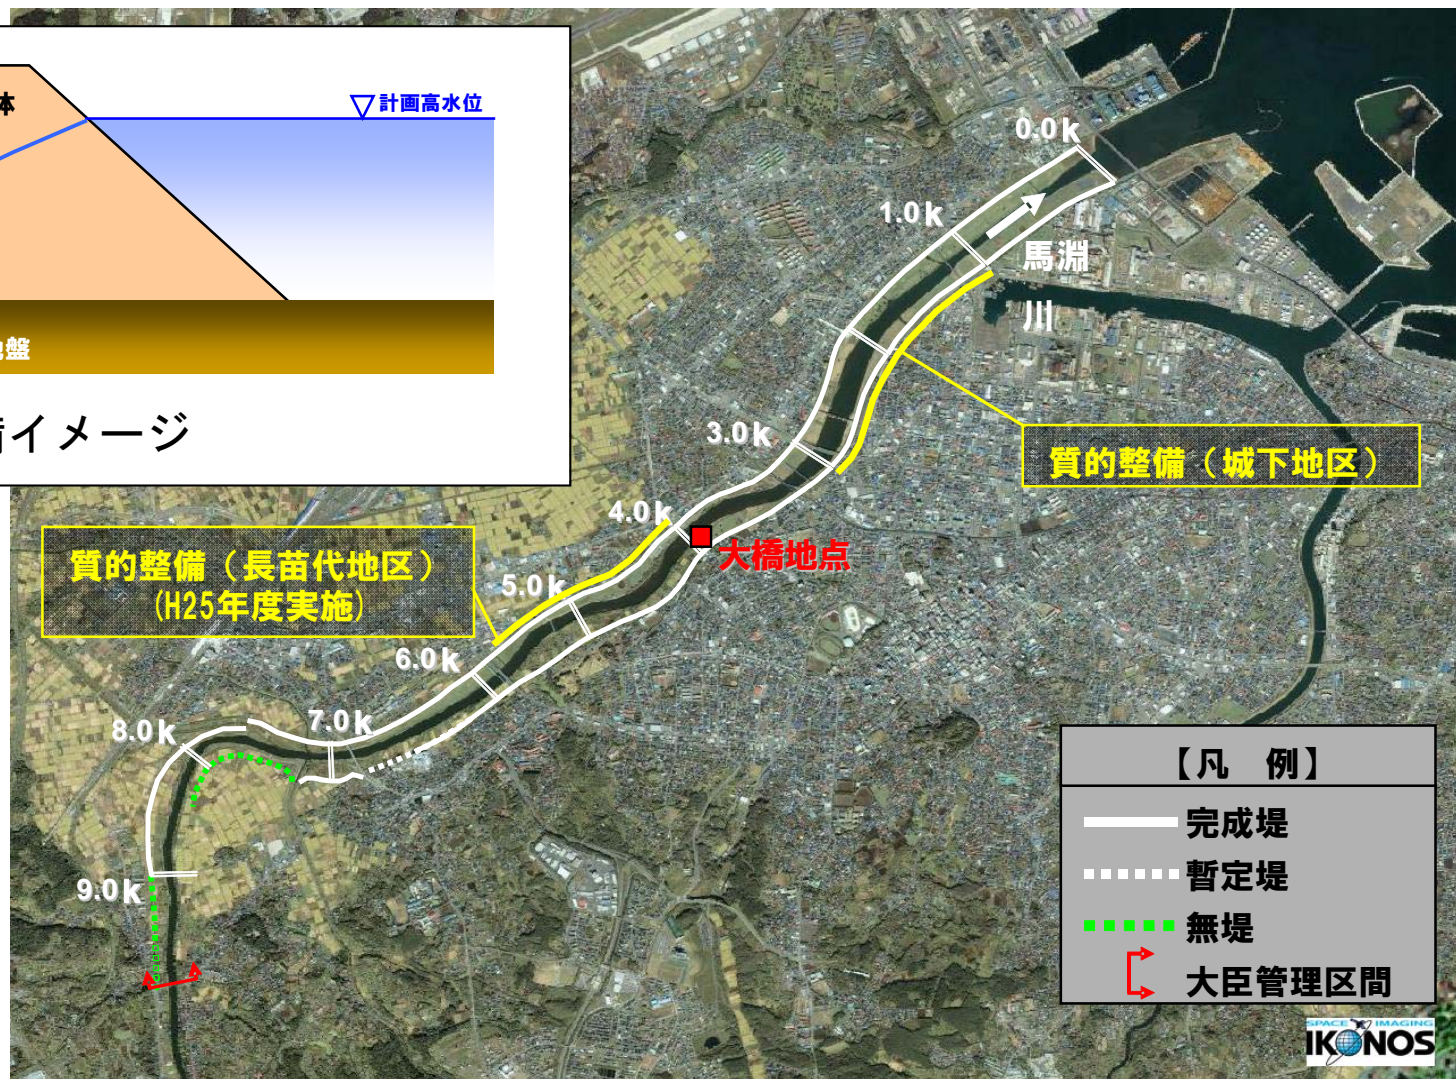 体
計画高水位
盤
イメージ
0.0k
1.0k
馬淵
川
3.0k
質的整備（城下地区）
4.0k
大橋地点
質的整備（長苗代地区）
(H25年度実施)
5.0k
6.0k
7.0k
8.0k
9.0k
【凡　例】
完成堤
暫定堤
無堤
大臣管理区間
SPACE IMAGING
IKONOS